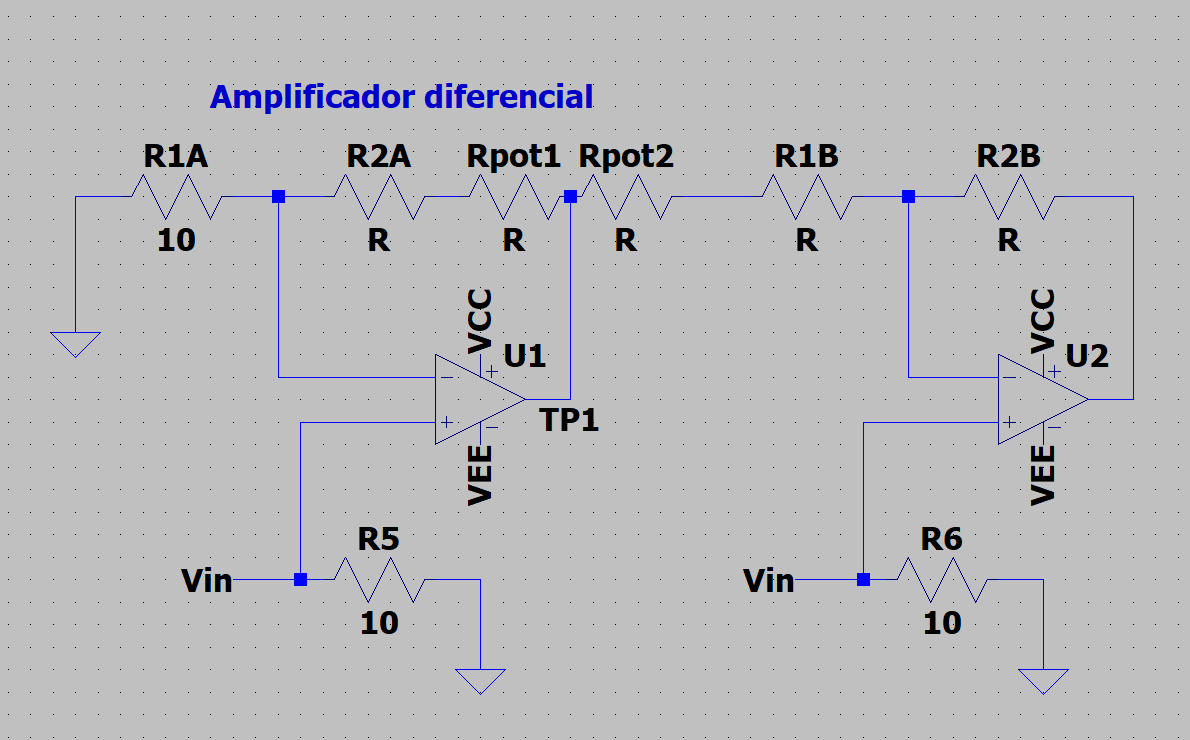 Amplificador diferencial
R1A R2A Rpot1 Rpot2 R1B R2B
10 R R R R R
VCC U1 VCC U2
TP1
VEE VEE
R5 R6
Vin Vin
10 10